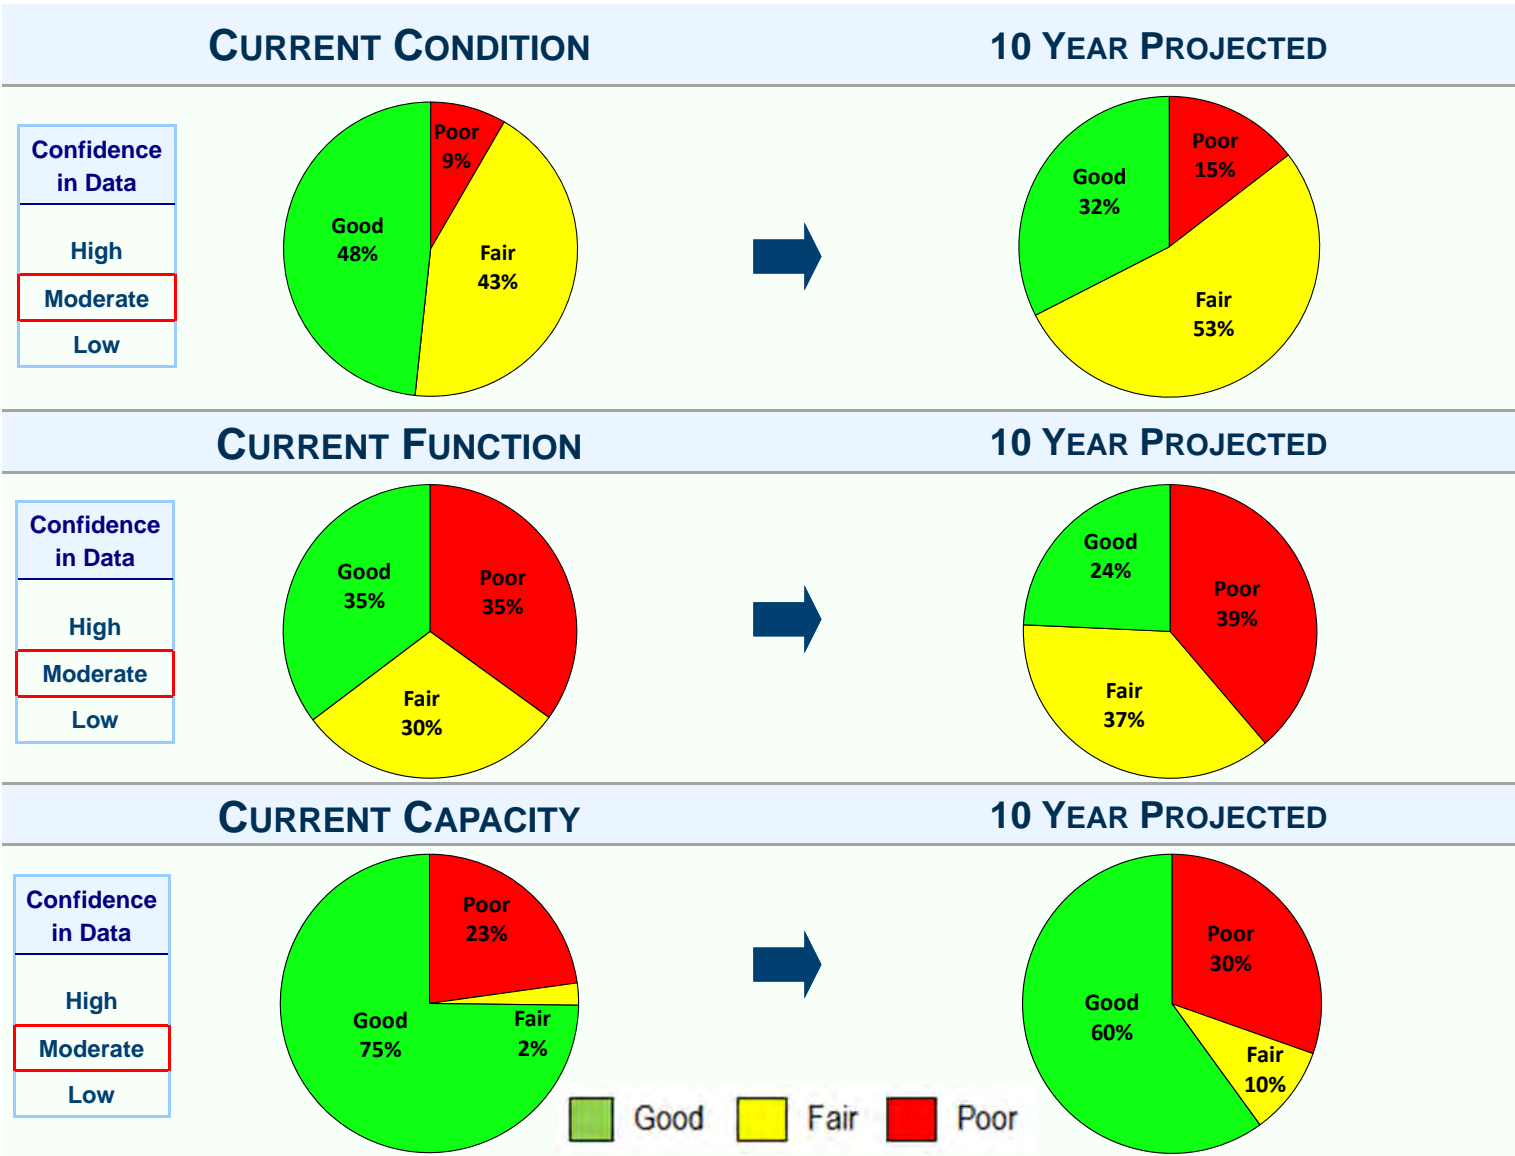 CURRENT CONDITION
10 YEAR PROJECTED
Confidence
in Data
High
Moderate
Low
Poor
9%
Good
48%
Fair
43%
Poor
15%
Good
32%
Fair
53%
CURRENT FUNCTION
10 YEAR PROJECTED
Confidence
in Data
High
Moderate
Low
Good
35%
Poor
35%
Fair
30%
Good
24%
Poor
39%
Fair
37%
CURRENT CAPACITY
10 YEAR PROJECTED
Confidence
in Data
High
Moderate
Low
Poor
23%
Good
75%
Fair
2%
Poor
30%
Good
60%
Fair
10%
Good
Fair
Poor